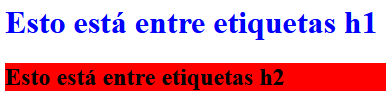 Esto está entre etiquetas h1
Esto está entre etiquetas h2